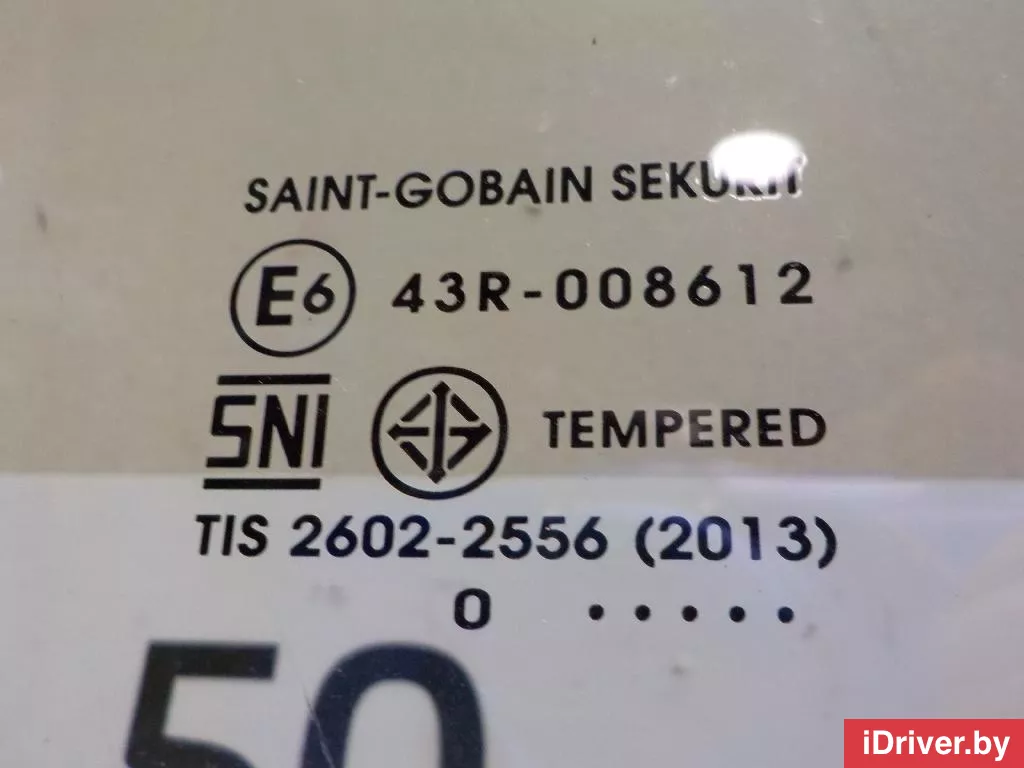 SAINT-GOBAIN SEKURIT
E6 43R-008612
SNI TEMPERED
TIS 2602-2556 (2013)
0 .....
50
iDriver.by